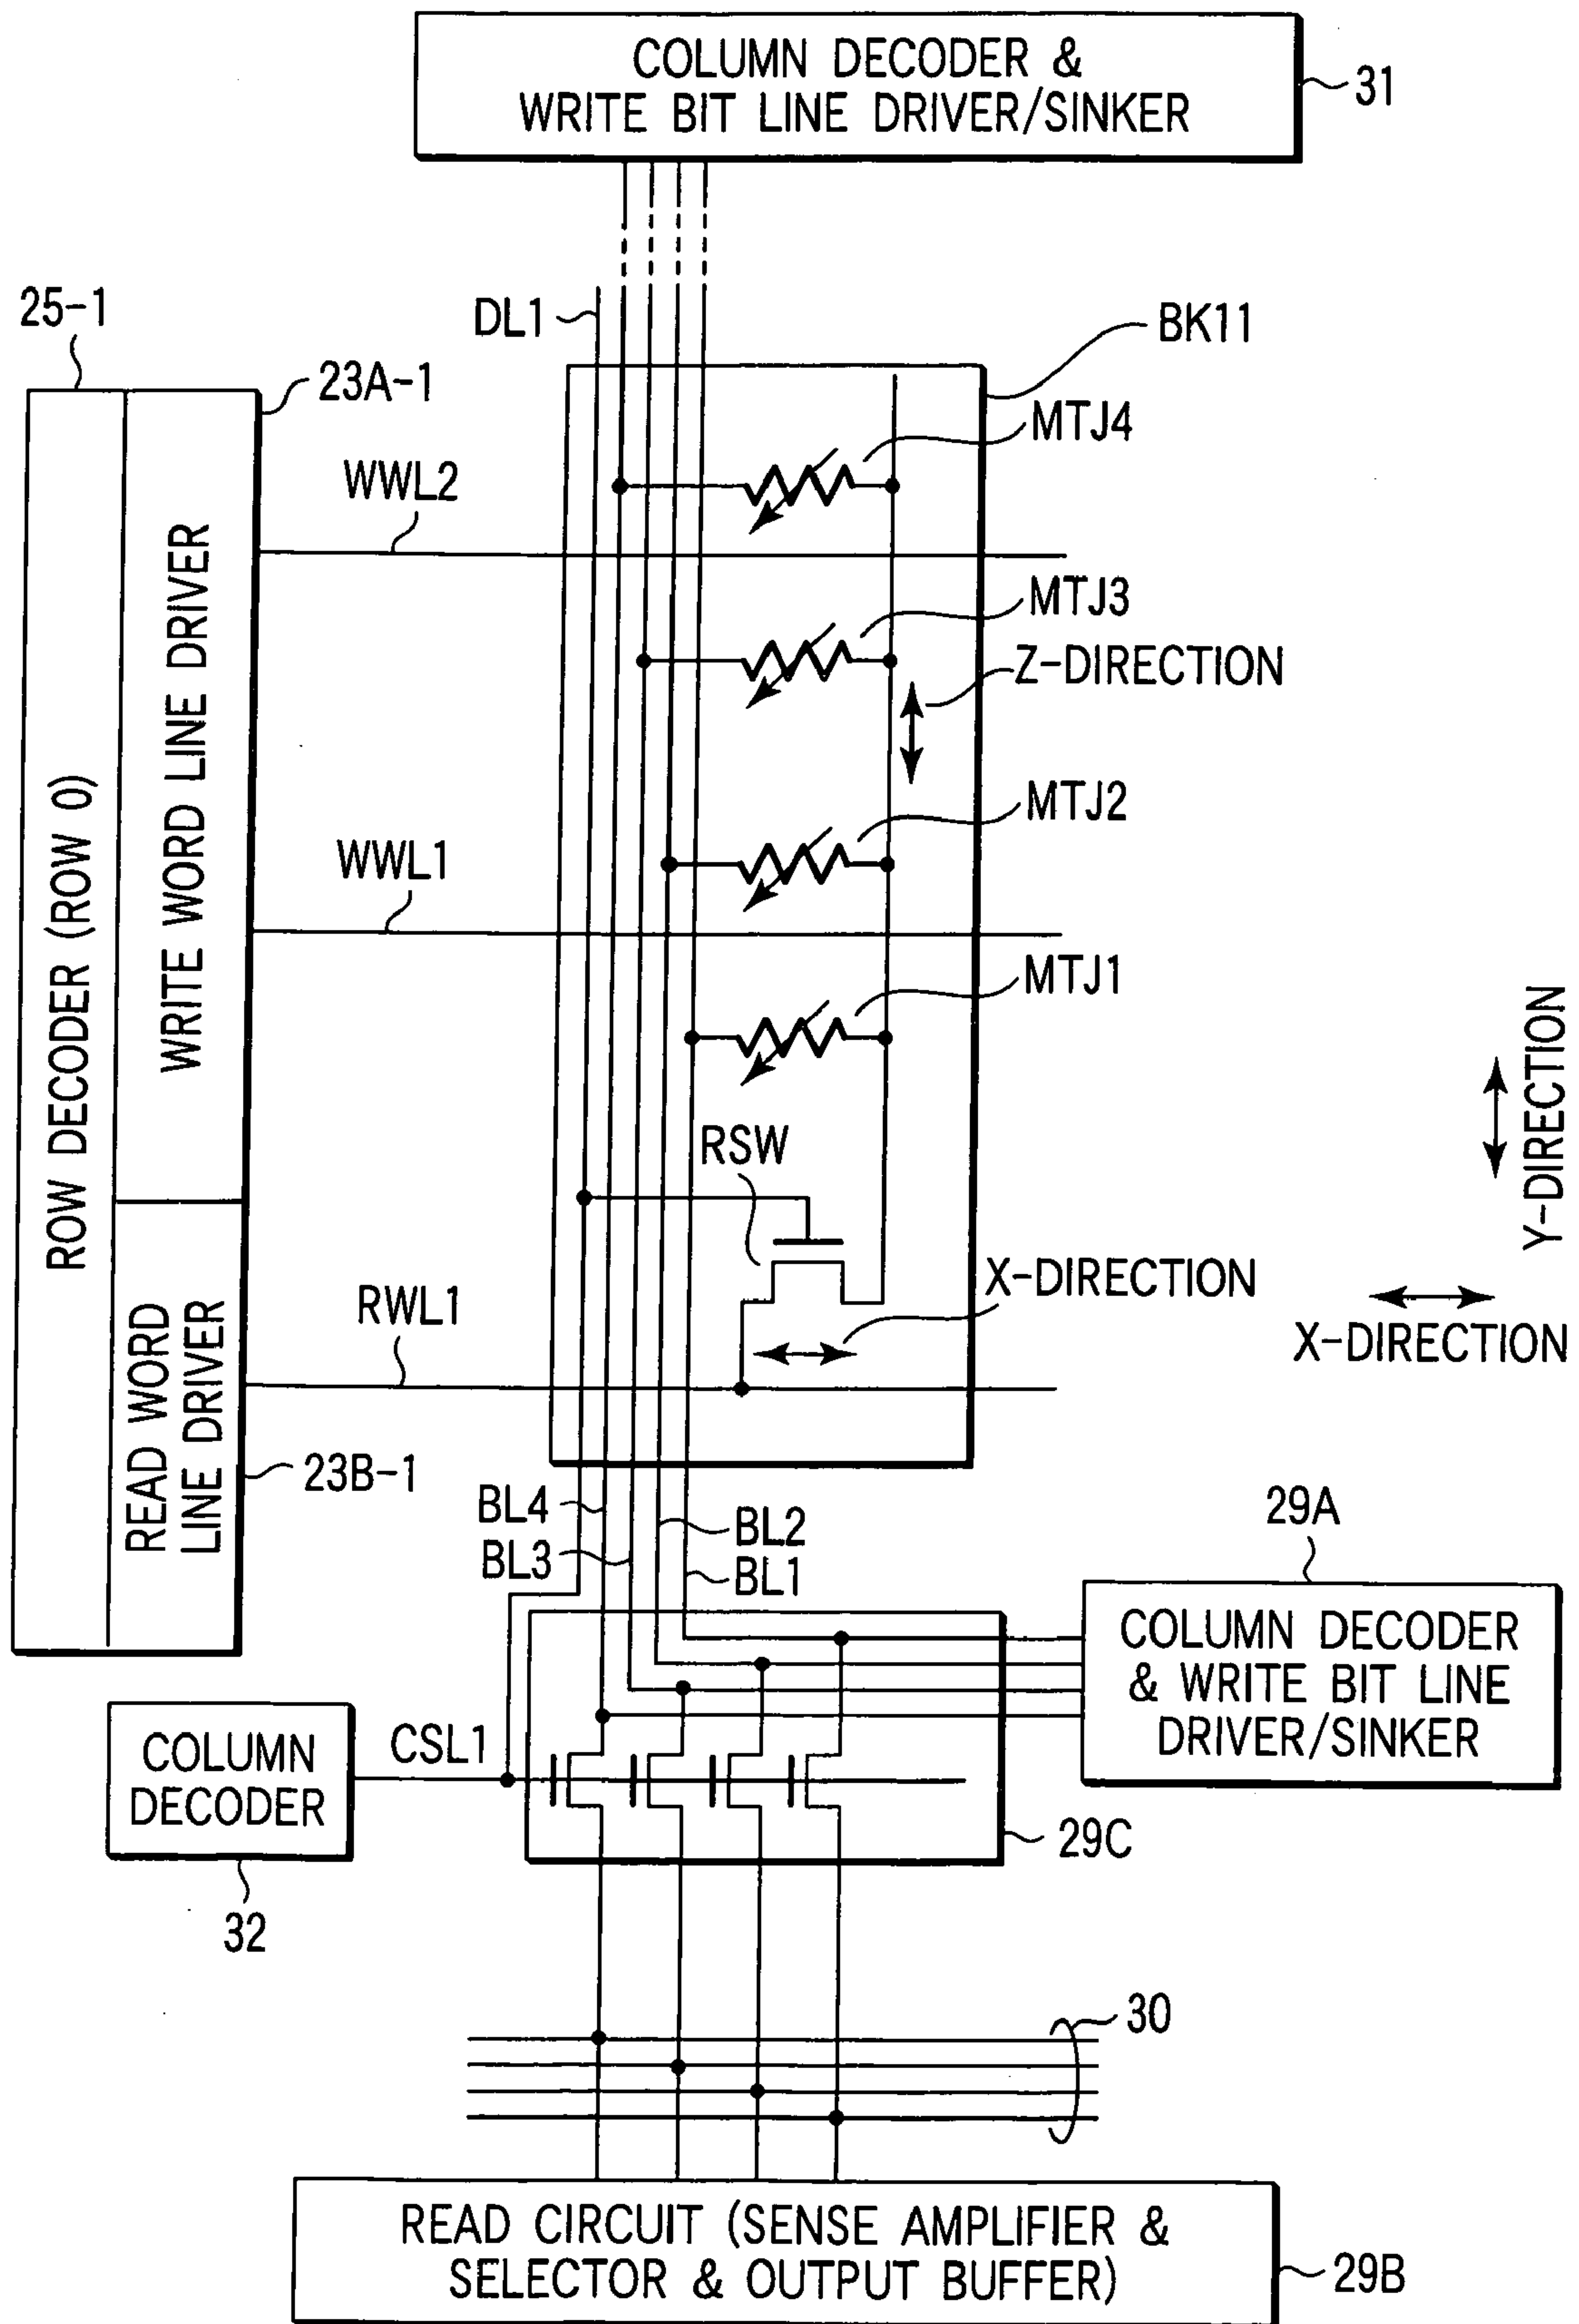 COLUMN DECODER &
WRITE BIT LINE DRIVER/SINKER
31
25-1
DL1
BK11
23A-1
MTJ4
WWL2
MTJ3
Z-DIRECTION
WRITE WORD LINE DRIVER
ROW DECODER (ROW 0)
MTJ2
WWL1
MTJ1
Y-DIRECTION
RSW
X-DIRECTION
RWL1
X-DIRECTION
READ WORD
LINE DRIVER
23B-1
BL4
BL2
BL3
BL1
29A
COLUMN DECODER
& WRITE BIT LINE
DRIVER/SINKER
COLUMN
DECODER
CSL1
29C
32
30
READ CIRCUIT (SENSE AMPLIFIER &
SELECTOR & OUTPUT BUFFER)
29B